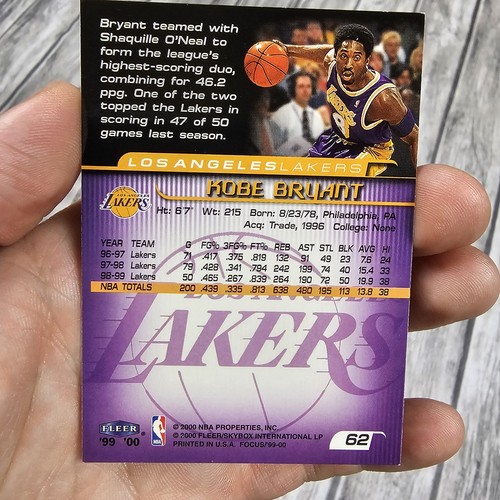 Bryant teamed with
Shaquille O'Neal to
form the league's
highest-scoring duo,
combining for 46.2
ppg. One of the two
topped the Lakers in
scoring in 47 of 50
games last season.
LOS ANGELES LAKERS
KOBE BRYANT
LOS ANGELES
LAKERS
Ht: 6'7" Wt: 215 Born: 8/23/78, Philadelphia, PA
Acq: Trade, 1996 College: None
YEAR TEAM G FG% 3FG% FT% REB AST STL BLK AVG HI
96-97 Lakers 71 .417 .375 .819 132 91 49 23 7.6 24
97-98 Lakers 79 .428 .341 .794 242 199 74 40 15.4 33
98-99 Lakers 50 .465 .267 .839 264 190 72 50 19.9 38
NBA TOTALS 200 .439 .335 .813 638 480 195 113 13.8 38
LOS ANGELES
LAKERS
FLEER
'99 '00
NBA
© 2000 NBA PROPERTIES, INC.
© 2000 FLEER/SKYBOX INTERNATIONAL LP
PRINTED IN U.S.A. FOCUS/'99-00
62